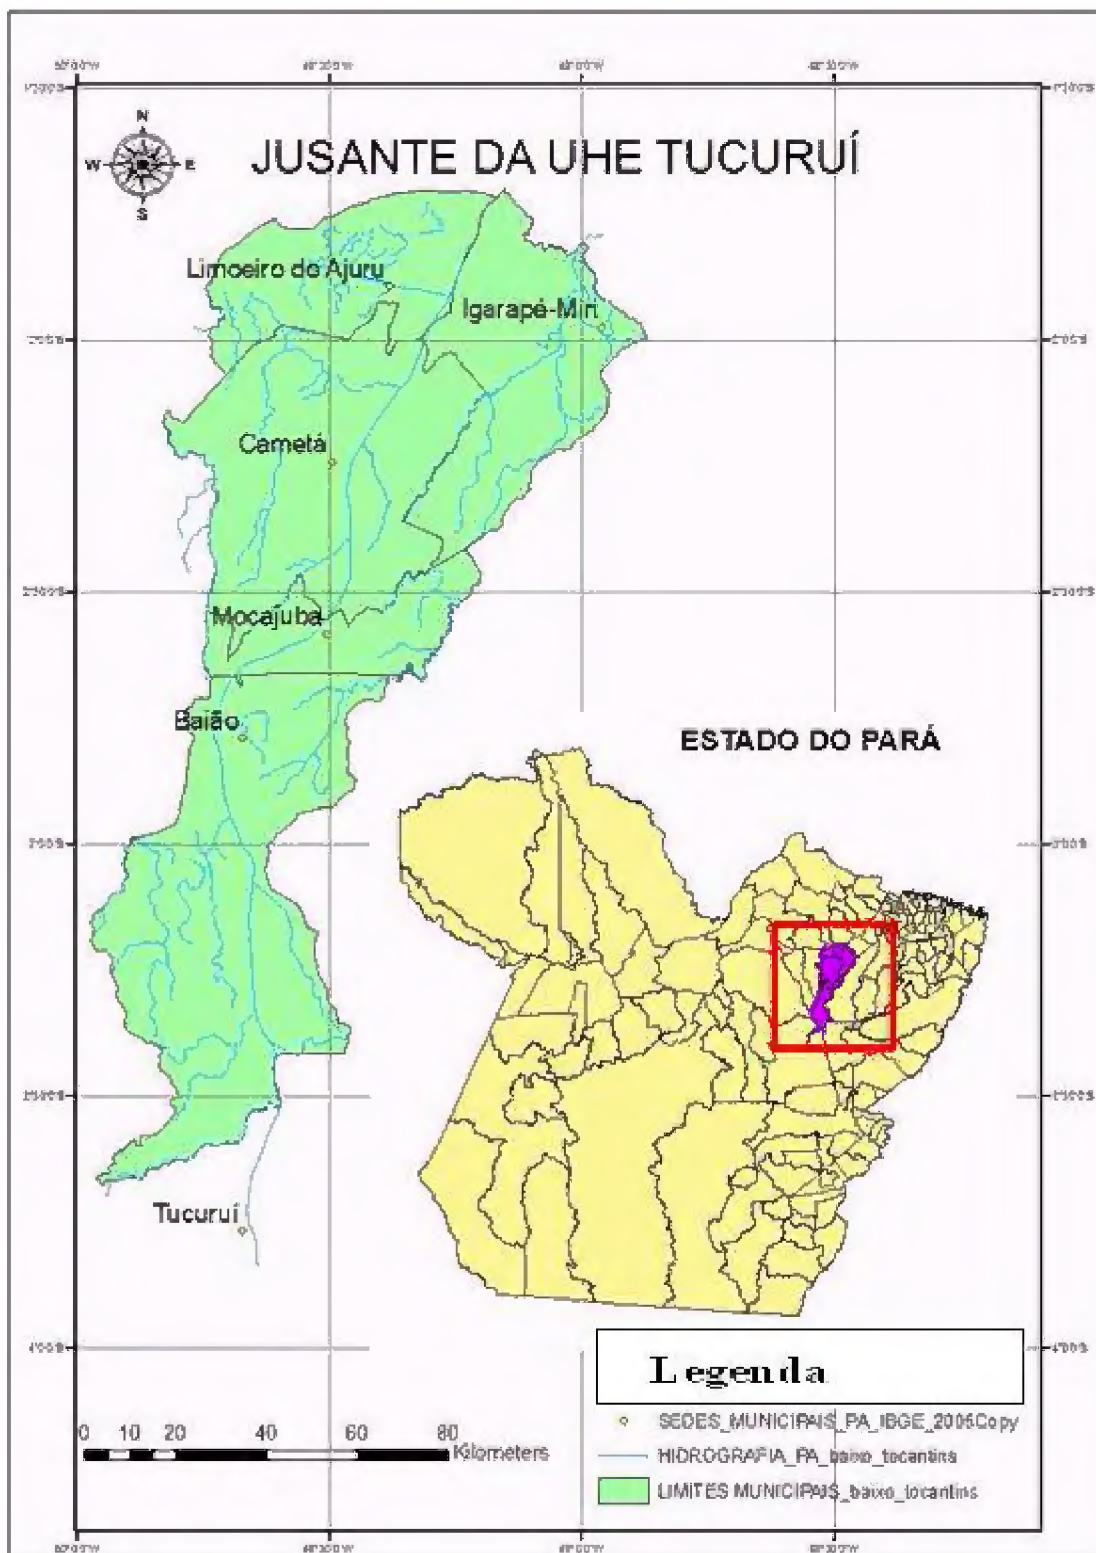 N
W E
S
JUSANTE DA UHE TUCURUÍ
Limoeiro do Ajuru
Igarapé-Miri
Cametá
Mocajuba
Baião
ESTADO DO PARÁ
Tucuruí
Legenda
SEDES_MUNICIPAIS_PA_IBGE_2005Copy
HIDROGRAFIA_PA_baixo_tocantins
LIMITES MUNICIPAIS_baixo_tocantins
0 10 20 40 60 80
Kilometers